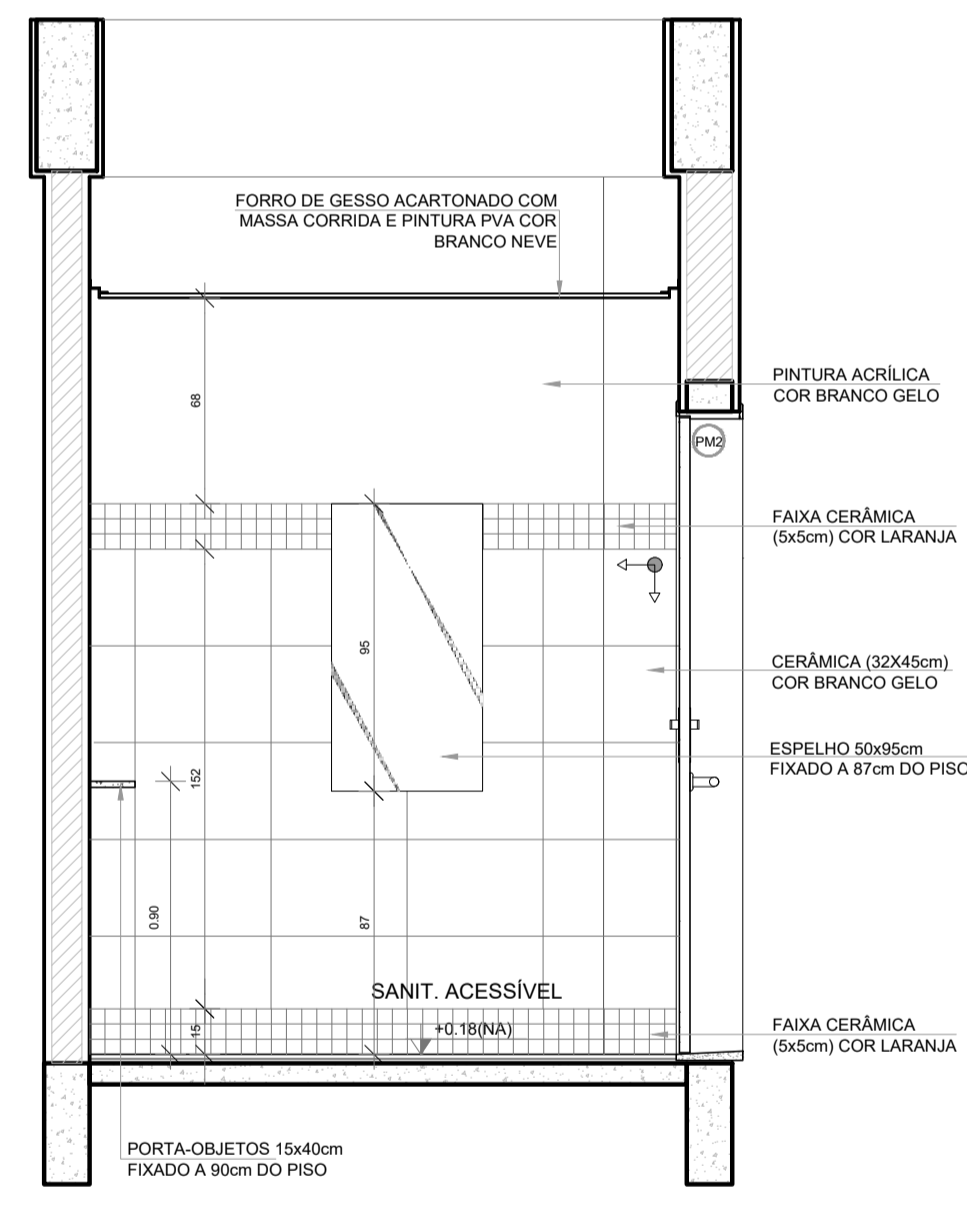 FORRO DE GESSO ACARTONADO COM
MASSA CORRIDA E PINTURA PVA COR
BRANCO NEVE
PINTURA ACRÍLICA
COR BRANCO GELO
68
PM2
FAIXA CERÂMICA
(5x5cm) COR LARANJA
95
CERÂMICA (32X45cm)
COR BRANCO GELO
ESPELHO 50x95cm
FIXADO A 87cm DO PISO
152
0.90
87
SANIT. ACESSÍVEL
+0.18(NA)
15
FAIXA CERÂMICA
(5x5cm) COR LARANJA
PORTA-OBJETOS 15x40cm
FIXADO A 90cm DO PISO